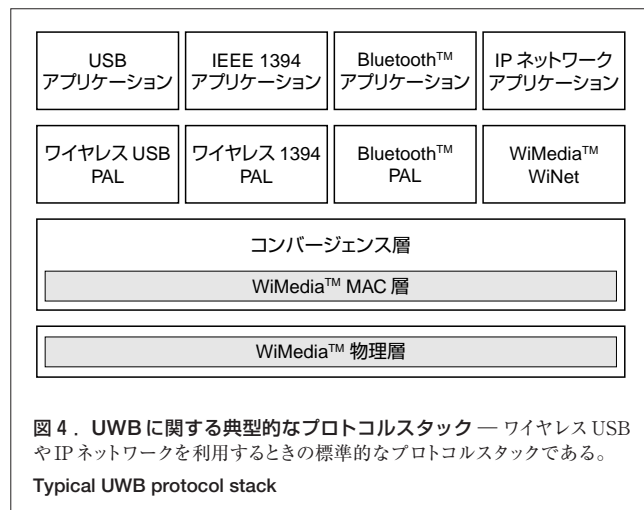 USB
アプリケーション
IEEE 1394
アプリケーション
Bluetooth™
アプリケーション
IP ネットワーク
アプリケーション
ワイヤレス USB
PAL
ワイヤレス 1394
PAL
Bluetooth™
PAL
WiMedia™
WiNet
コンバージェンス層
WiMedia™ MAC 層
WiMedia™ 物理層
図 4 . UWB に関する典型的なプロトコルスタック — ワイヤレス USB
や IP ネットワークを利用するときの標準的なプロトコルスタックである。
Typical UWB protocol stack